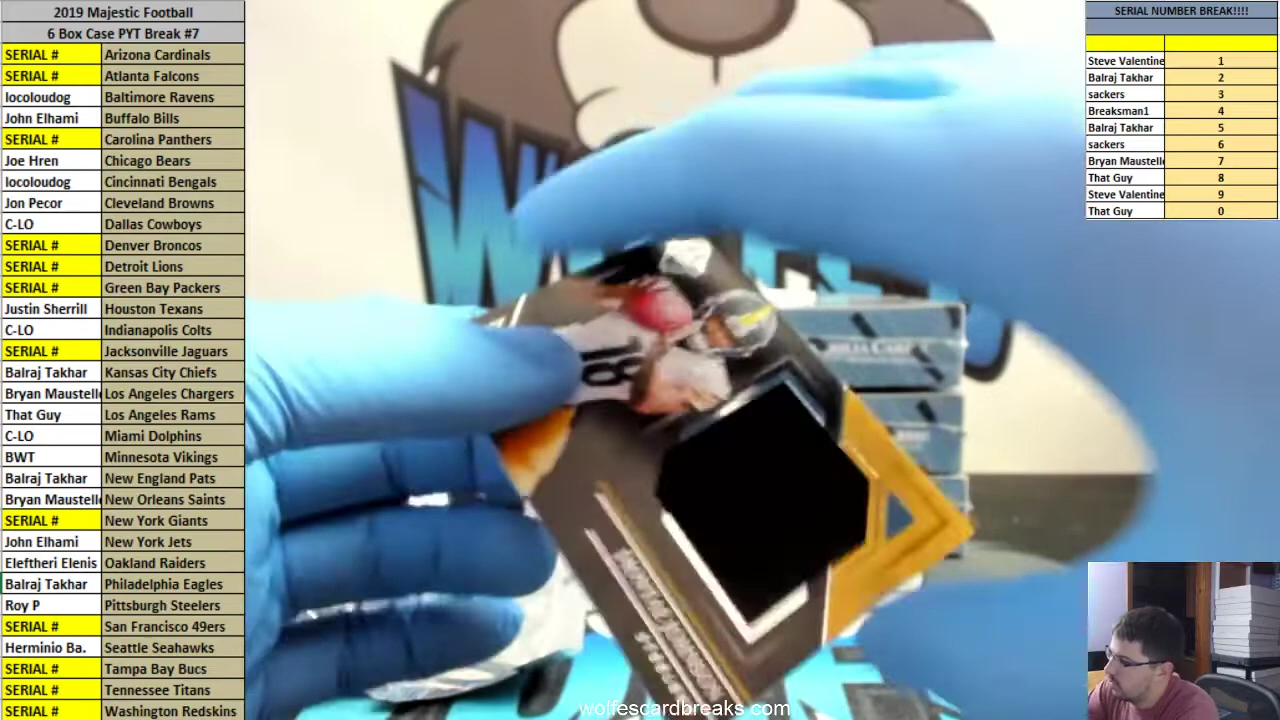 2019 Majestic Football
6 Box Case PYT Break #7
SERIAL # Arizona Cardinals
SERIAL # Atlanta Falcons
locoloudog Baltimore Ravens
John Elhami Buffalo Bills
SERIAL # Carolina Panthers
Joe Hren Chicago Bears
locoloudog Cincinnati Bengals
Jon Pecor Cleveland Browns
C-LO Dallas Cowboys
SERIAL # Denver Broncos
SERIAL # Detroit Lions
SERIAL # Green Bay Packers
Justin Sherrill Houston Texans
C-LO Indianapolis Colts
SERIAL # Jacksonville Jaguars
Balraj Takhar Kansas City Chiefs
Bryan Maustelle Los Angeles Chargers
That Guy Los Angeles Rams
C-LO Miami Dolphins
BWT Minnesota Vikings
Balraj Takhar New England Pats
Bryan Maustelle New Orleans Saints
SERIAL # New York Giants
John Elhami New York Jets
Eleftheri Elenis Oakland Raiders
Balraj Takhar Philadelphia Eagles
Roy P Pittsburgh Steelers
SERIAL # San Francisco 49ers
Herminio Ba. Seattle Seahawks
SERIAL # Tampa Bay Bucs
SERIAL # Tennessee Titans
SERIAL # Washington Redskins
SERIAL NUMBER BREAK!!!!
Steve Valentine 1
Balraj Takhar 2
sackers 3
Breaksman1 4
Balraj Takhar 5
sackers 6
Bryan Maustelle 7
That Guy 8
Steve Valentine 9
That Guy 0
18
wolfescardbreaks.com